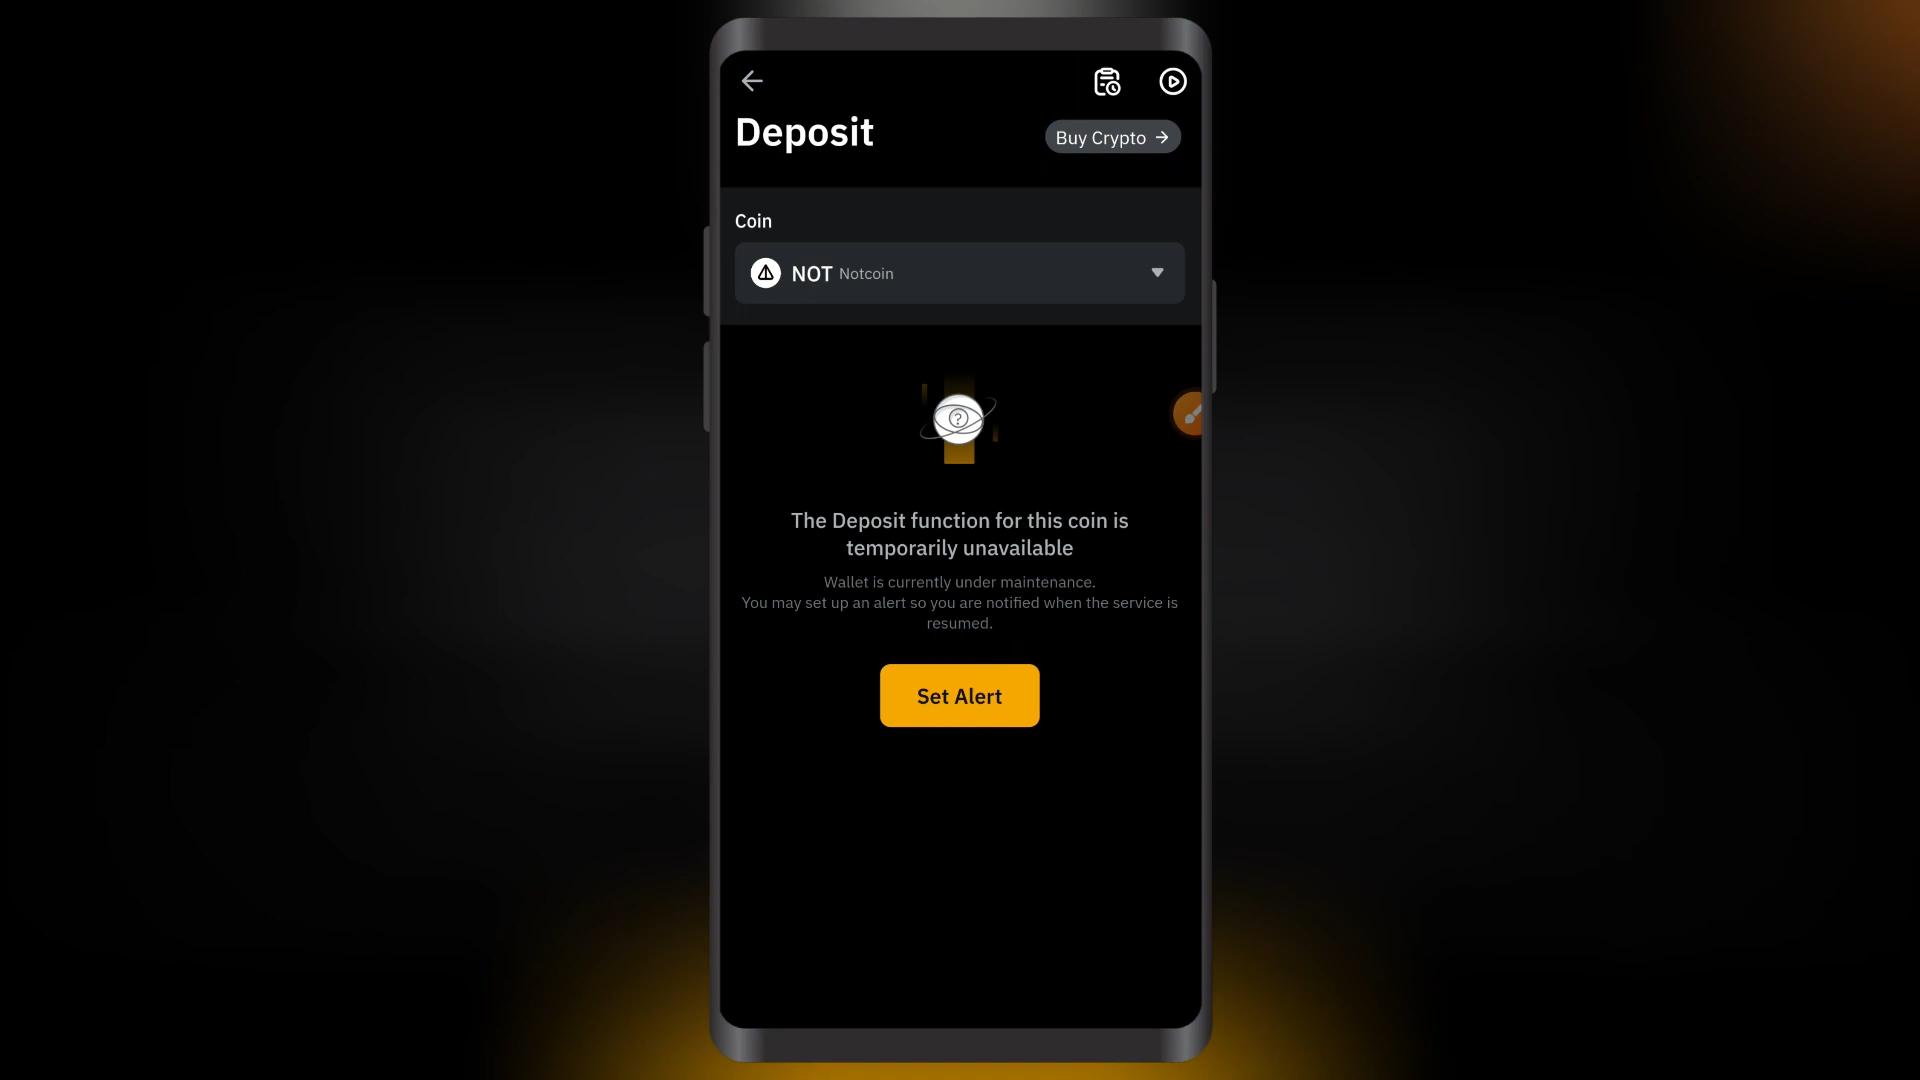 Deposit
Buy Crypto →
Coin
NOT Notcoin
?
The Deposit function for this coin is
temporarily unavailable
Wallet is currently under maintenance.
You may set up an alert so you are notified when the service is
resumed.
Set Alert